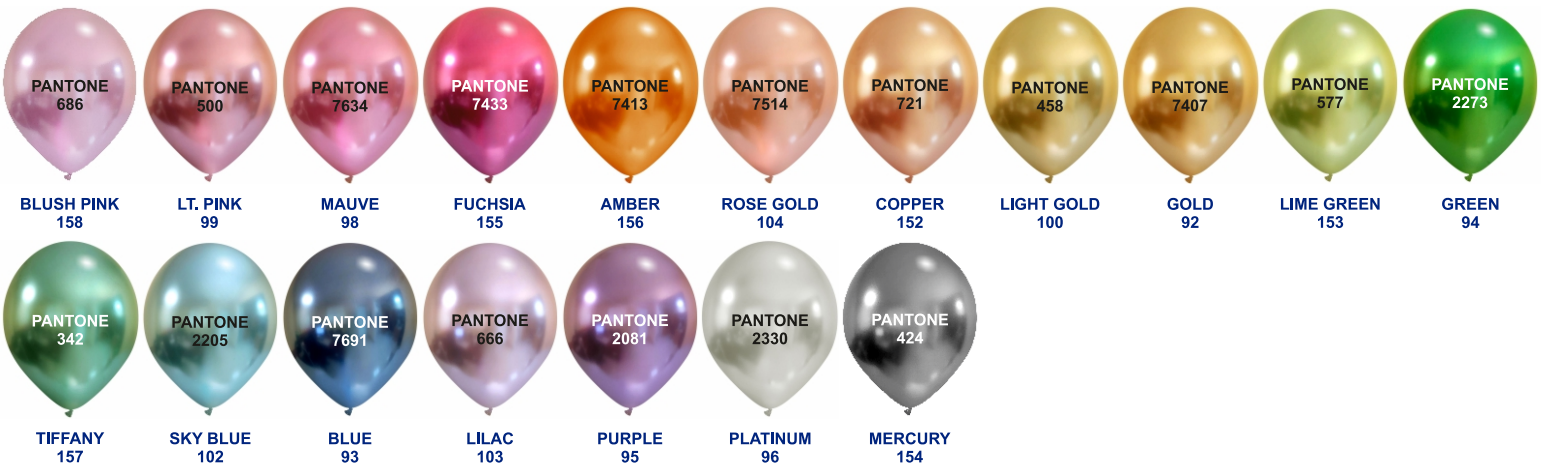 PANTONE
686
PANTONE
500
PANTONE
7634
PANTONE
7433
PANTONE
7413
PANTONE
7514
PANTONE
721
PANTONE
458
PANTONE
7407
PANTONE
577
PANTONE
2273
BLUSH PINK
158
LT. PINK
99
MAUVE
98
FUCHSIA
155
AMBER
156
ROSE GOLD
104
COPPER
152
LIGHT GOLD
100
GOLD
92
LIME GREEN
153
GREEN
94
PANTONE
342
PANTONE
2205
PANTONE
7691
PANTONE
666
PANTONE
2081
PANTONE
2330
PANTONE
424
TIFFANY
157
SKY BLUE
102
BLUE
93
LILAC
103
PURPLE
95
PLATINUM
96
MERCURY
154